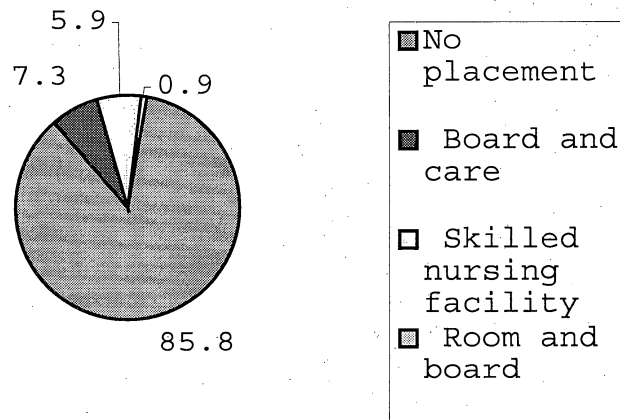 5.9
7.3
0.9
85.8
No
placement
Board and
care
Skilled
nursing
facility
Room and
board